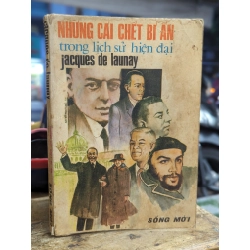 NHỮNG CÁI CHẾT BÍ ẨN
trong lịch sử hiện đại
jacques de launay
SỐNG MỚI